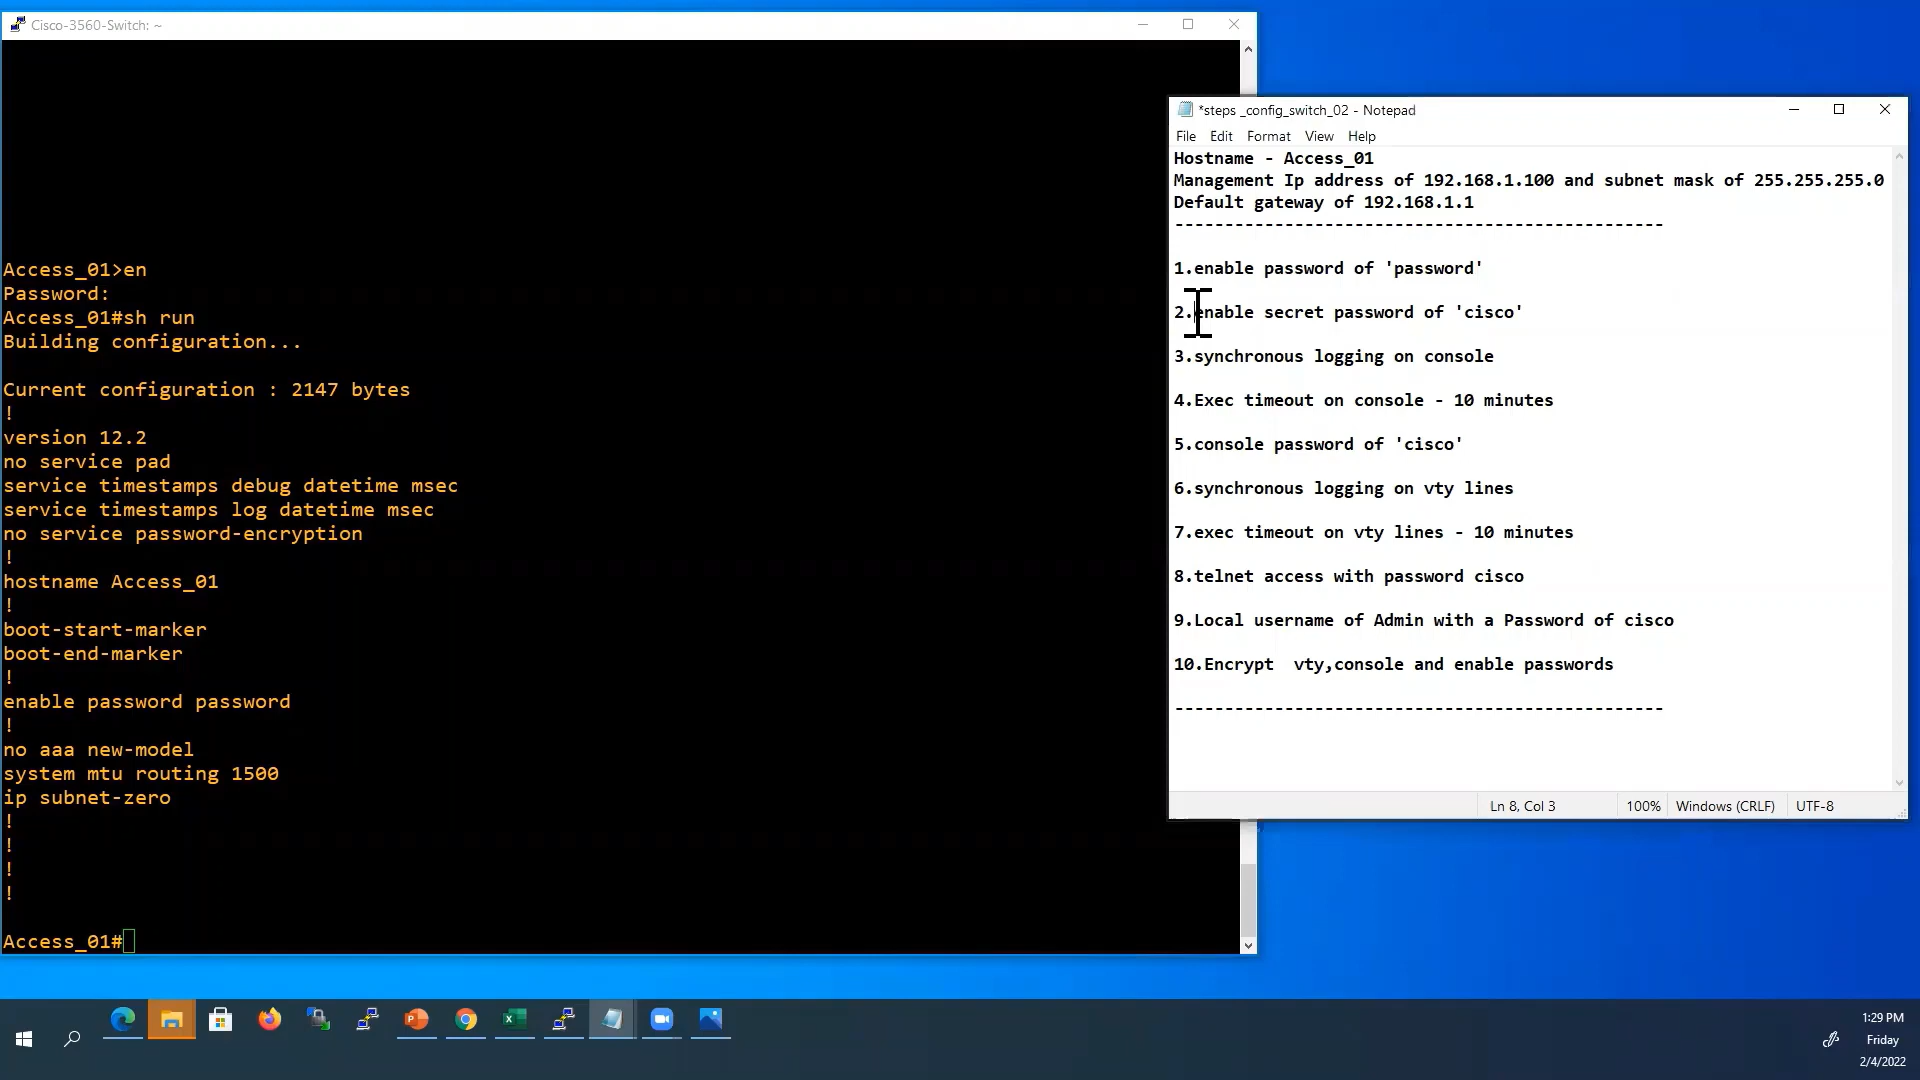 Cisco-3560-Switch: ~
Access_01>en
Password:
Access_01#sh run
Building configuration...
Current configuration : 2147 bytes
!
version 12.2
no service pad
service timestamps debug datetime msec
service timestamps log datetime msec
no service password-encryption
!
hostname Access_01
!
boot-start-marker
boot-end-marker
!
enable password password
!
no aaa new-model
system mtu routing 1500
ip subnet-zero
!
!
!
!
Access_01#
*steps _config_switch_02 - Notepad
File Edit Format View Help
Hostname - Access_01
Management Ip address of 192.168.1.100 and subnet mask of 255.255.255.0
Default gateway of 192.168.1.1
-------------------------------------------------
1.enable password of 'password'
2.enable secret password of 'cisco'
3.synchronous logging on console
4.Exec timeout on console - 10 minutes
5.console password of 'cisco'
6.synchronous logging on vty lines
7.exec timeout on vty lines - 10 minutes
8.telnet access with password cisco
9.Local username of Admin with a Password of cisco
10.Encrypt  vty,console and enable passwords
-------------------------------------------------
Ln 8, Col 3 100% Windows (CRLF) UTF-8
1:29 PM
Friday
2/4/2022